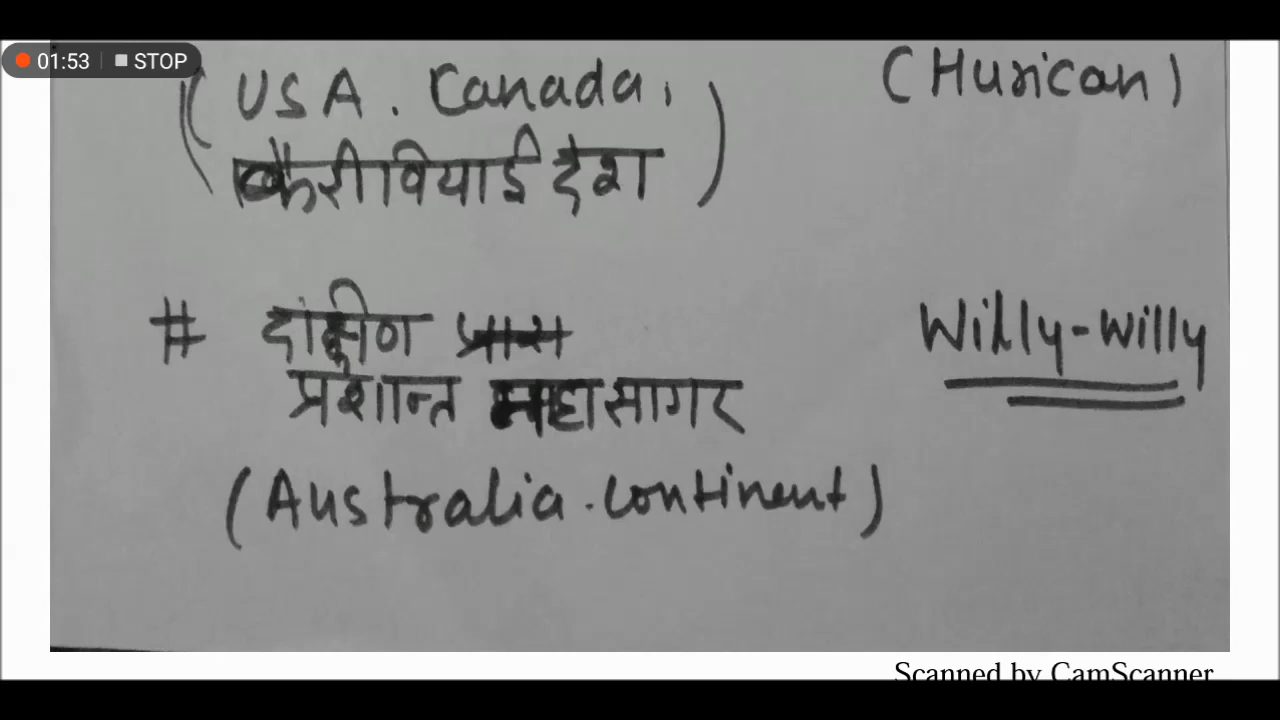 01:53 STOP
(USA. Canada, (Hurican)
कैरीवियाई देश)
# दक्षिण
प्रशान्त महासागर Willy-willy
(Australia.continent)
Scanned by CamScanner